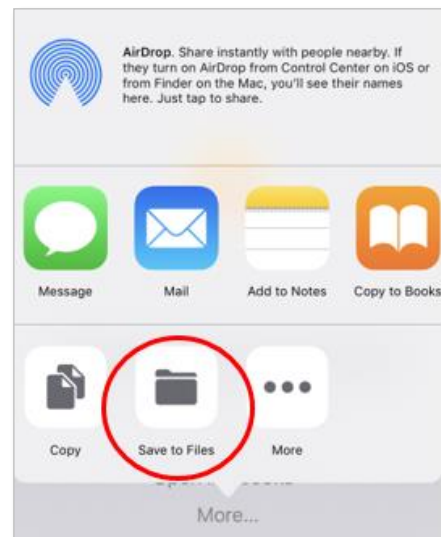 AirDrop. Share instantly with people nearby. If
they turn on AirDrop from Control Center on iOS or
from Finder on the Mac, you'll see their names
here. Just tap to share.
Message Mail Add to Notes Copy to Books
Copy Save to Files More
More...